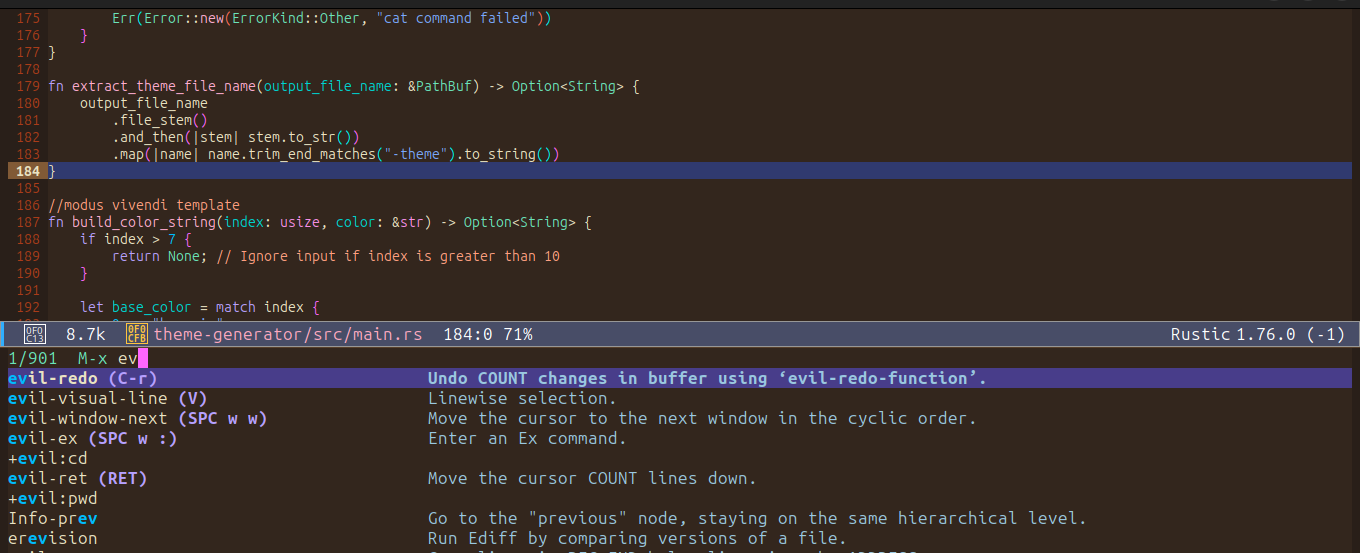 175         Err(Error::new(ErrorKind::Other, "cat command failed"))
176     }
177 }
178
179 fn extract_theme_file_name(output_file_name: &PathBuf) -> Option<String> {
180     output_file_name
181         .file_stem()
182         .and_then(|stem| stem.to_str())
183         .map(|name| name.trim_end_matches("-theme").to_string())
184 }
185
186 //modus vivendi template
187 fn build_color_string(index: usize, color: &str) -> Option<String> {
188     if index > 7 {
189         return None; // Ignore input if index is greater than 10
190     }
191
192     let base_color = match index {
0F0C13 8.7k 0F0CFB theme-generator/src/main.rs 184:0 71% Rustic 1.76.0 (-1)
1/901 M-x ev
evil-redo (C-r) Undo COUNT changes in buffer using ‘evil-redo-function’.
evil-visual-line (V) Linewise selection.
evil-window-next (SPC w w) Move the cursor to the next window in the cyclic order.
evil-ex (SPC w :) Enter an Ex command.
+evil:cd
evil-ret (RET) Move the cursor COUNT lines down.
+evil:pwd
Info-prev Go to the "previous" node, staying on the same hierarchical level.
erevision Run Ediff by comparing versions of a file.